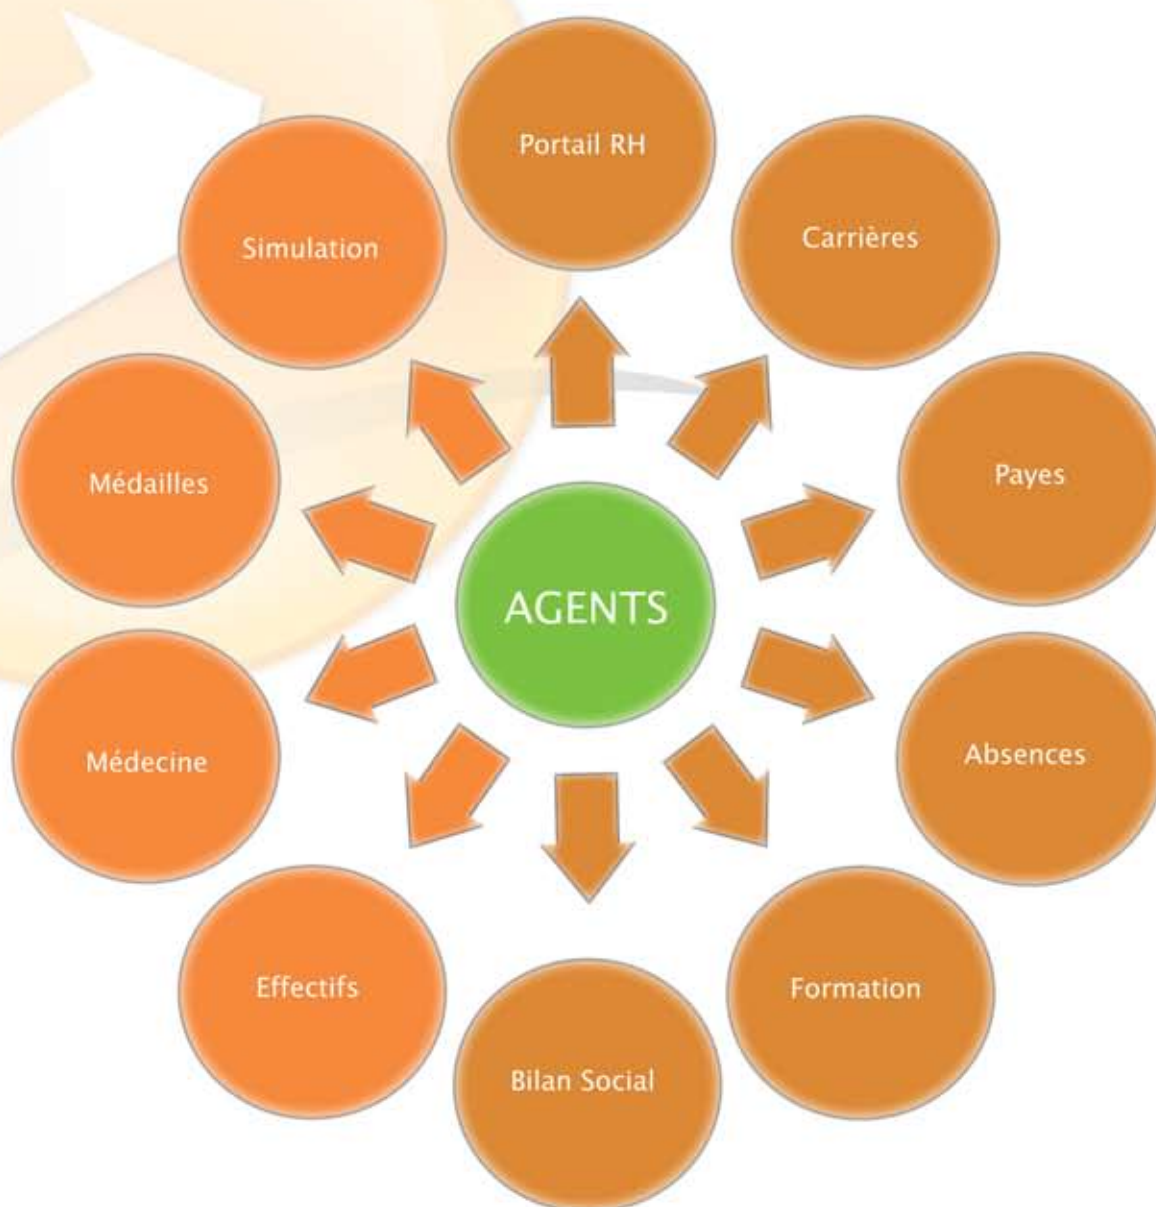 Portail RH
Carrières
Payes
Absences
Formation
Bilan Social
Effectifs
Médecine
Médailles
Simulation
AGENTS